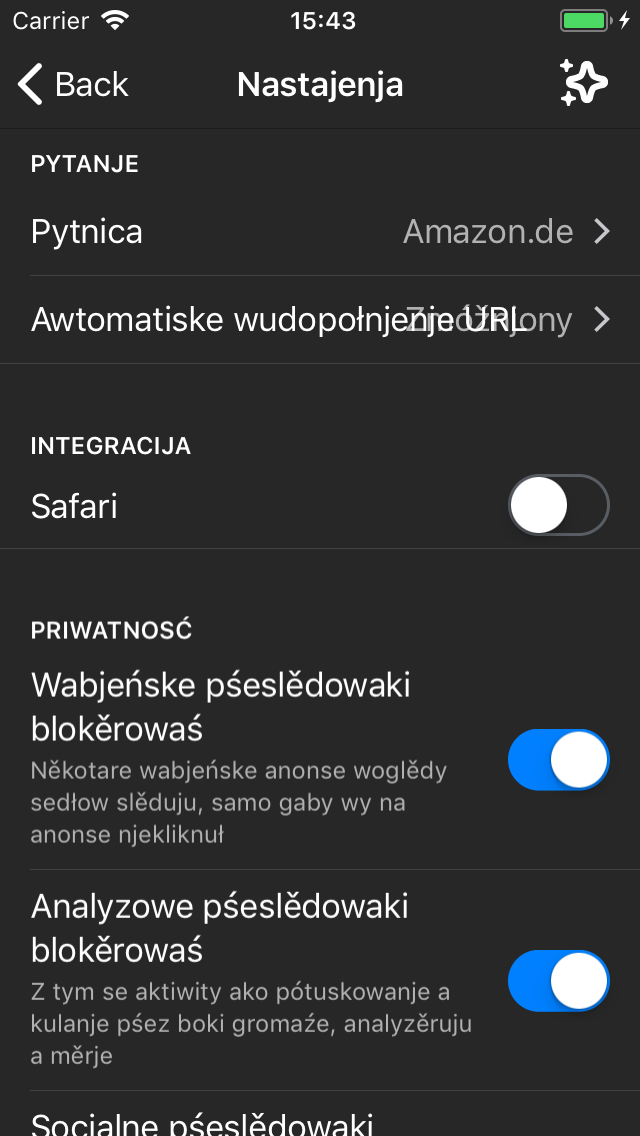 Carrier 15:43
Back Nastajenja
PYTANJE
Pytnica Amazon.de
Awtomatiske wudopołnjenje URL Zmóžnjony
INTEGRACIJA
Safari
PRIWATNOSĆ
Wabjeńske pśeslědowaki
blokěrowaś
Někotare wabjeńske anonse woglědy
sedłow slěduju, samo gaby wy na
anonse njekliknuł
Analyzowe pśeslědowaki
blokěrowaś
Z tym se aktiwity ako pótuskowanje a
kulanje pśez boki gromaźe, analyzěruju
a měrje
Socialne pśeslědowaki